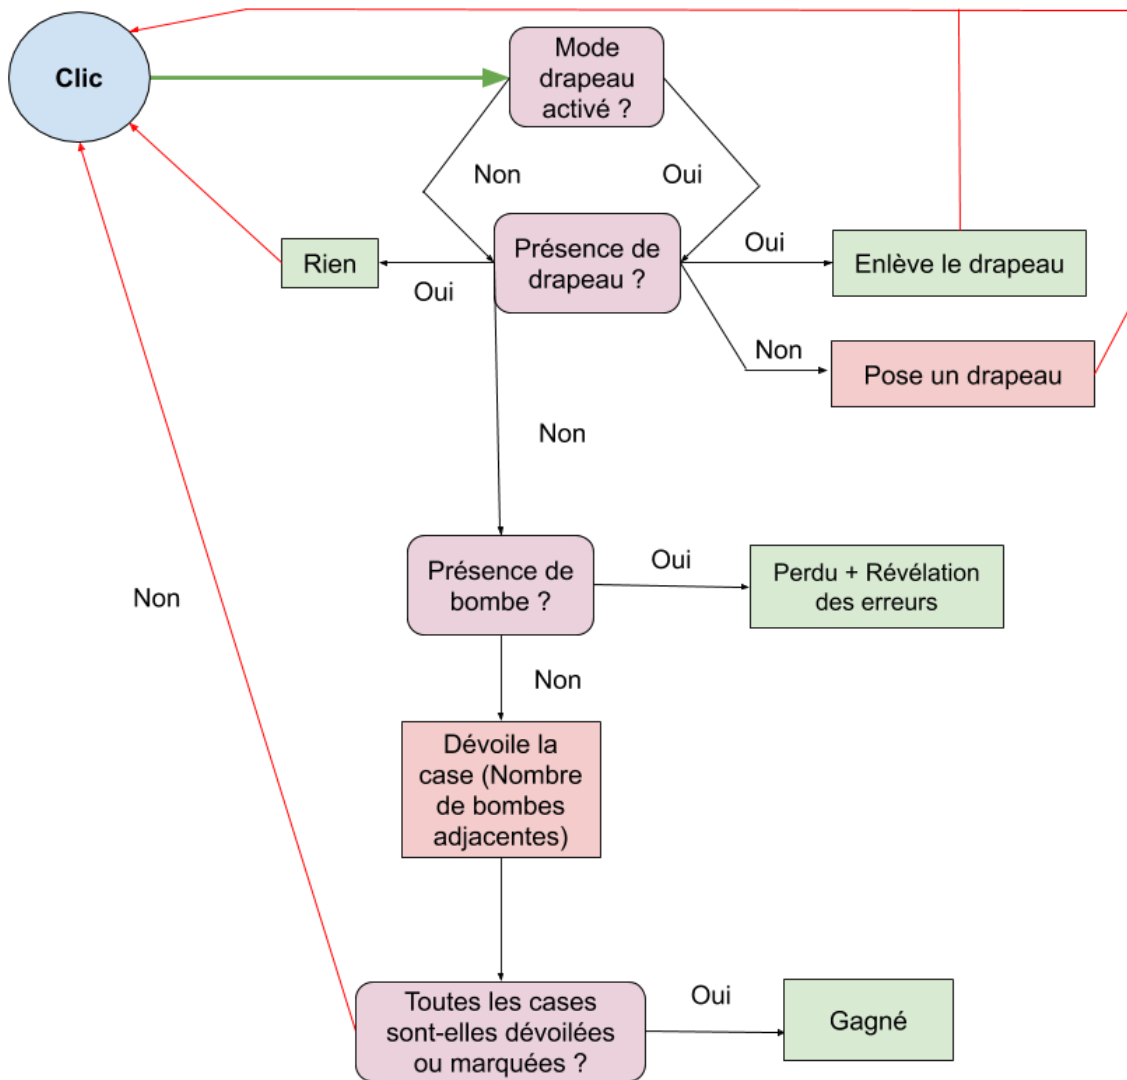 Clic
Mode
drapeau
activé ?
Non
Oui
Présence de
drapeau ?
Rien
Oui
Oui
Enlève le drapeau
Non
Pose un drapeau
Non
Présence de
bombe ?
Oui
Perdu + Révélation
des erreurs
Non
Non
Dévoile la
case (Nombre
de bombes
adjacentes)
Toutes les cases
sont-elles dévoilées
ou marquées ?
Oui
Gagné